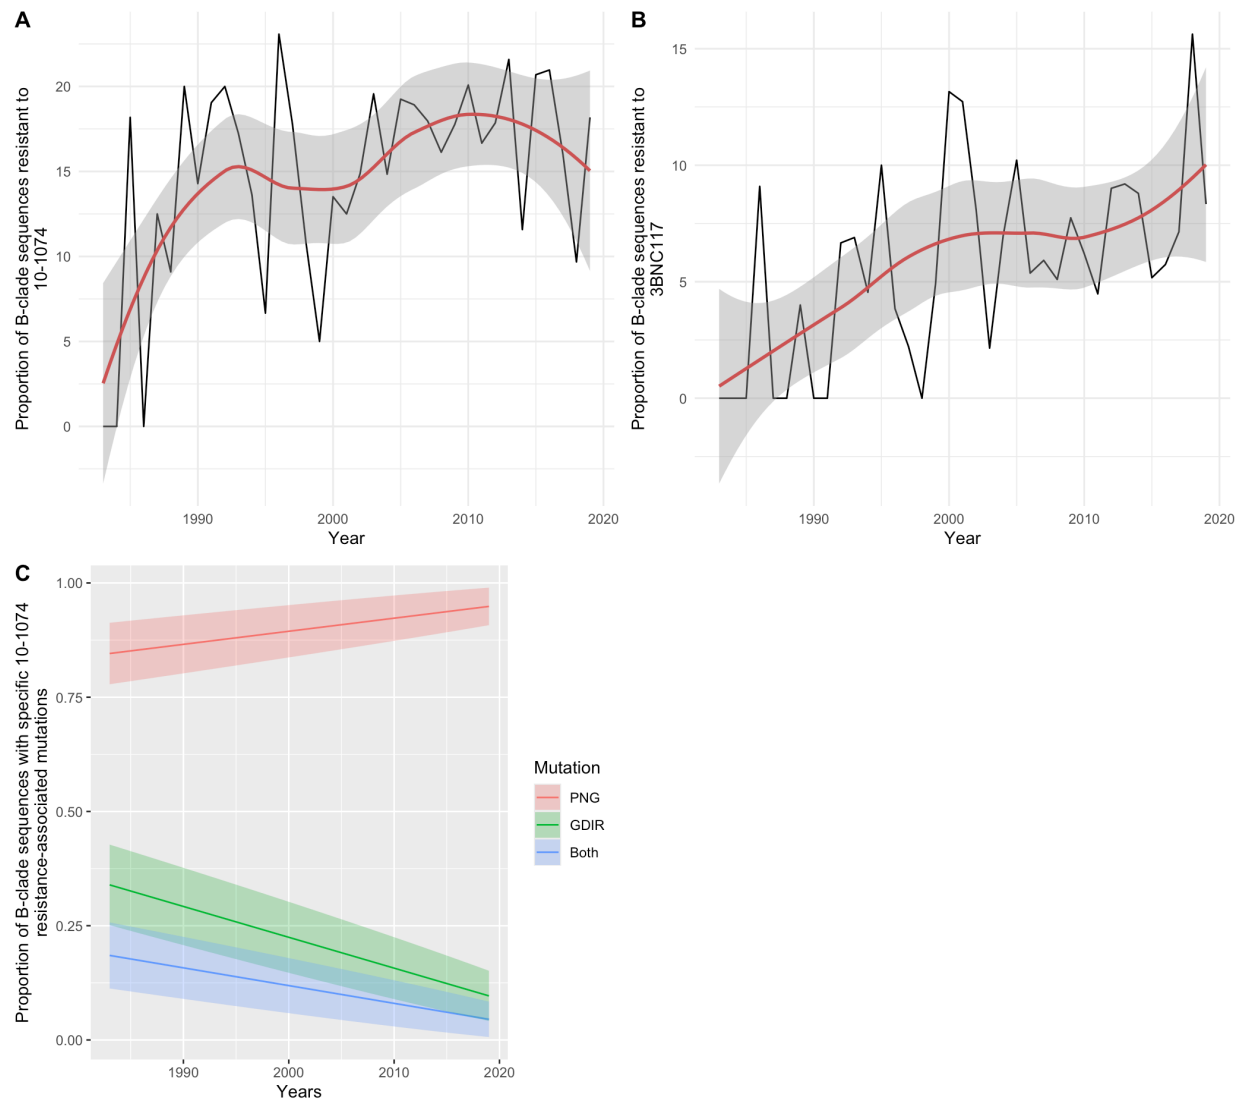 A
Proportion of B-clade sequences resistant to
10-1074
20
15
10
5
0
1990
2000
2010
2020
Year
B
Proportion of B-clade sequences resistant to
3BNC117
15
10
5
0
1990
2000
2010
2020
Year
C
Proportion of B-clade sequences with specific 10-1074
resistance-associated mutations
1.00
0.75
0.50
0.25
0.00
1990
2000
2010
2020
Years
Mutation
PNG
GDIR
Both